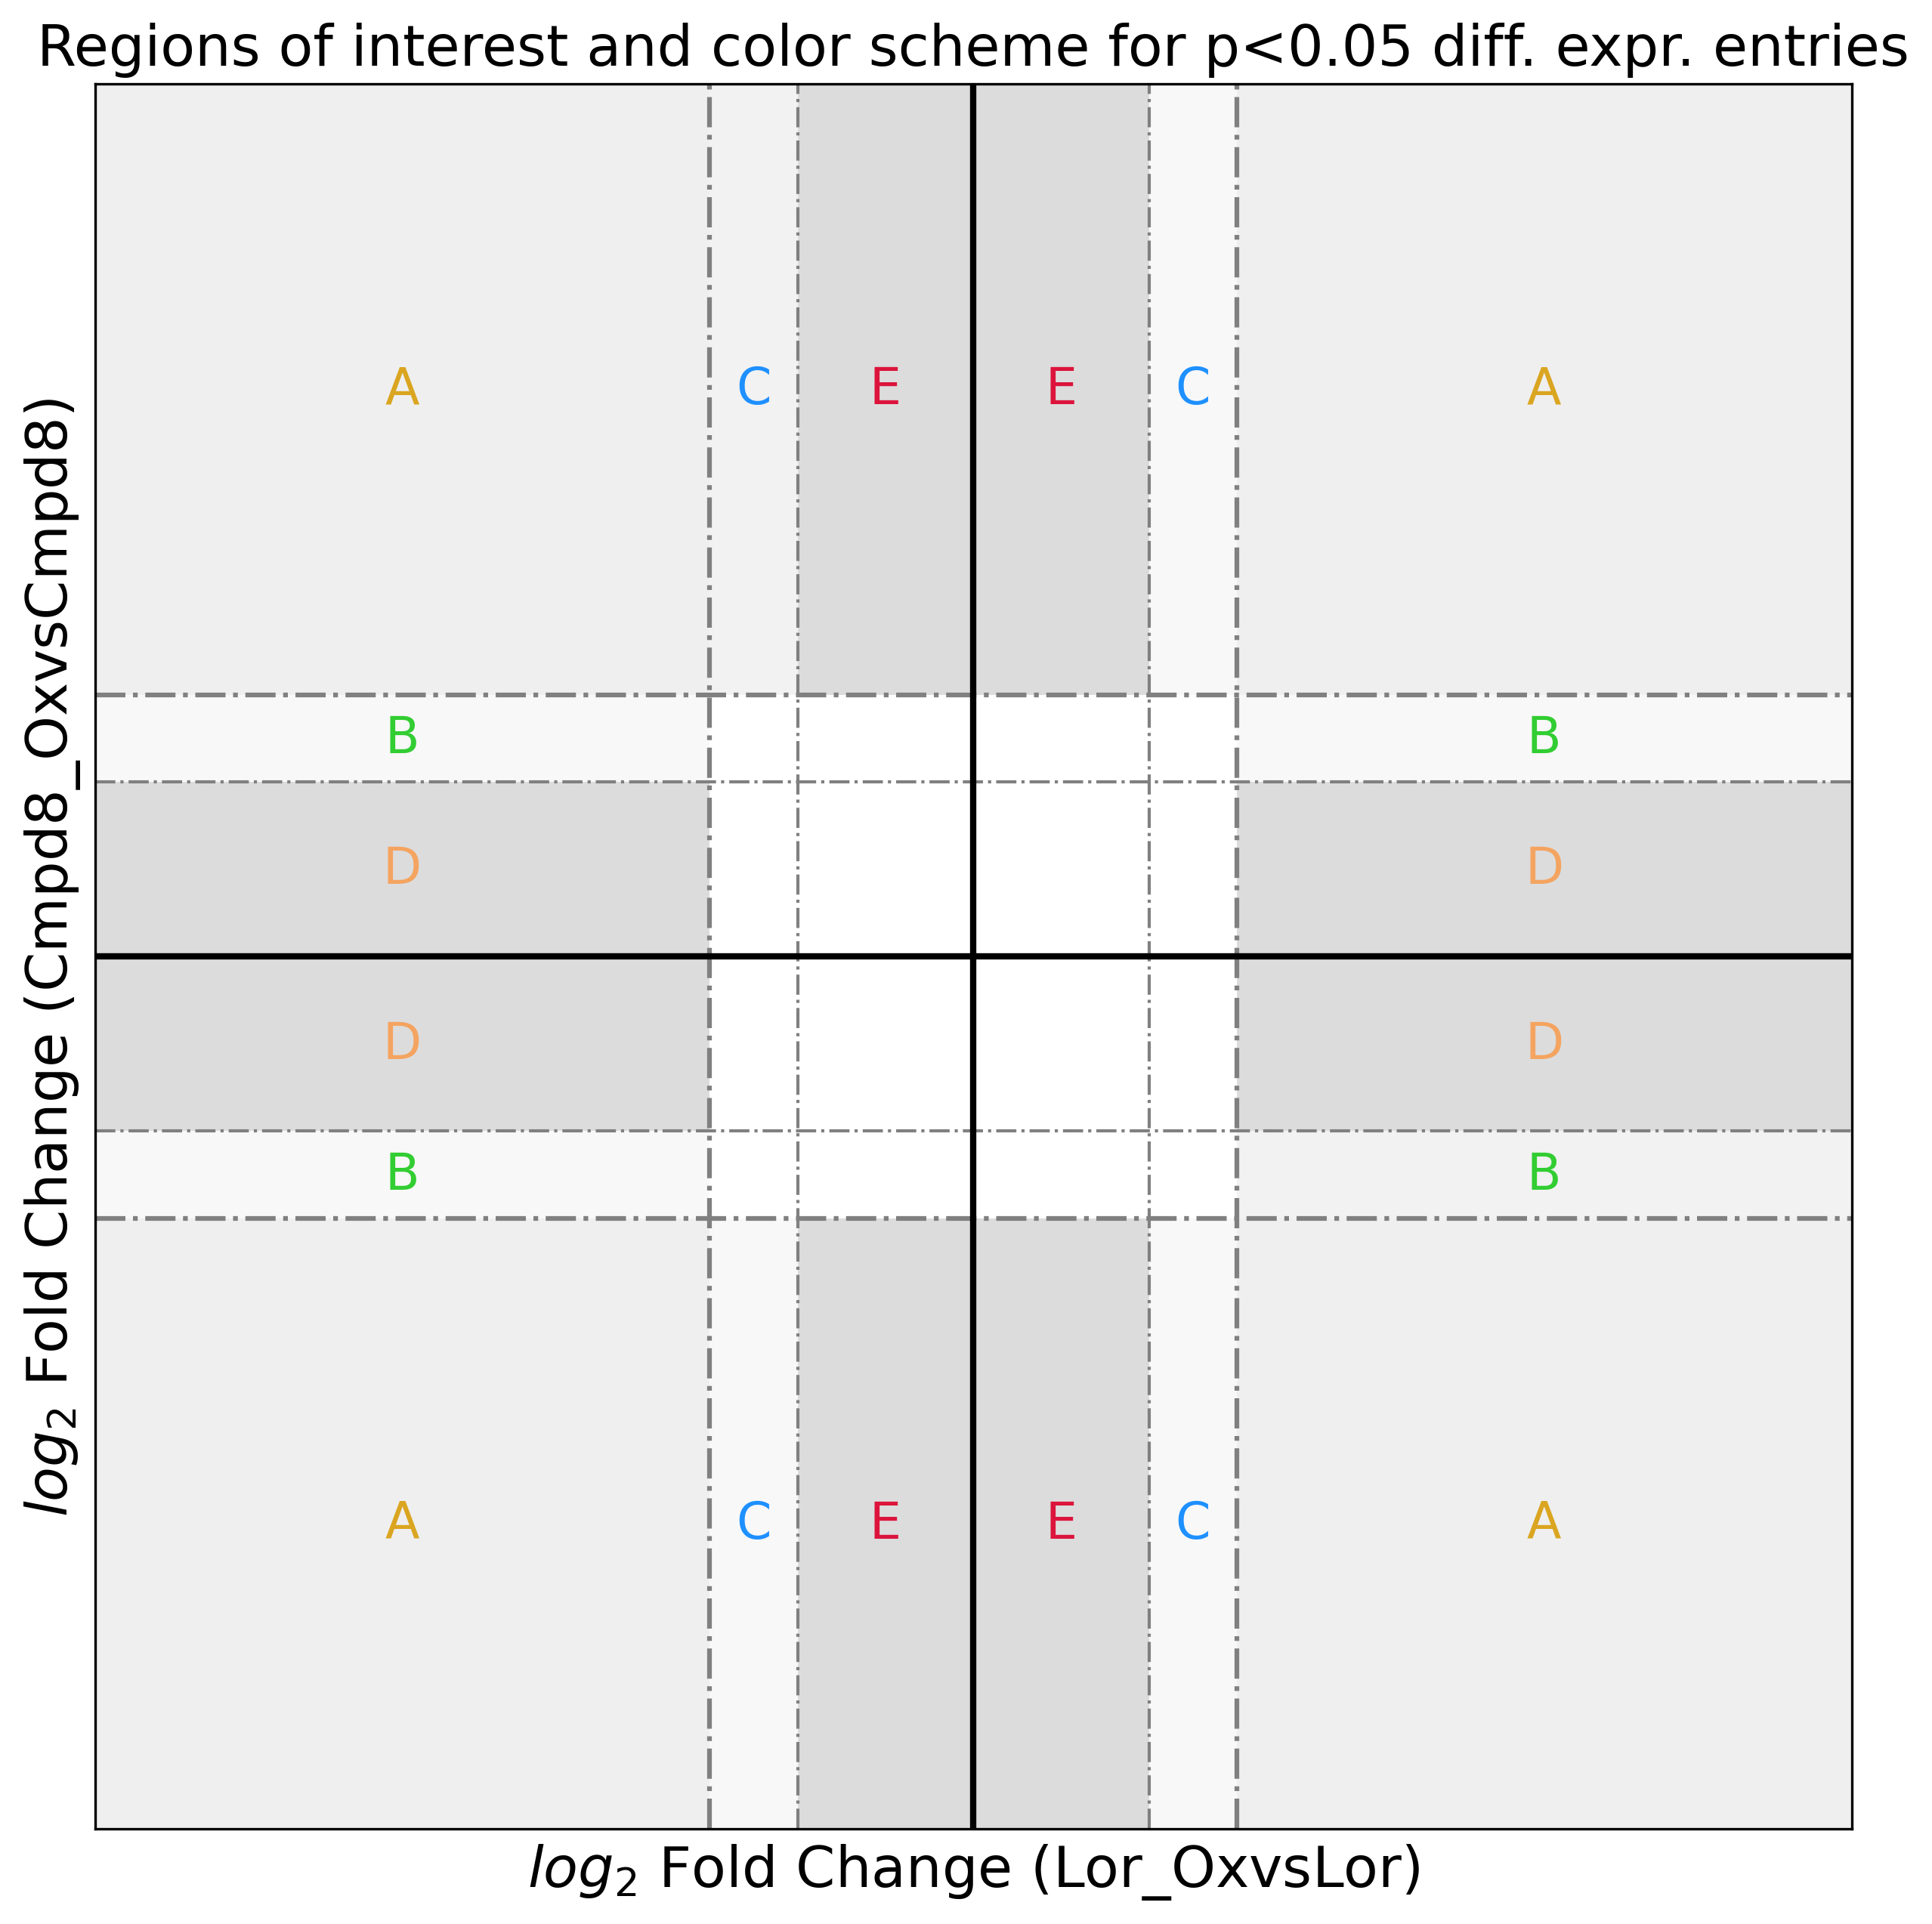 Regions of interest and color scheme for p<0.05 diff. expr. entries
log₂ Fold Change (Cmpd8_OxvsCmpd8)
A C E E C A
B B
D D
D D
B B
A C E E C A
log₂ Fold Change (Lor_OxvsLor)